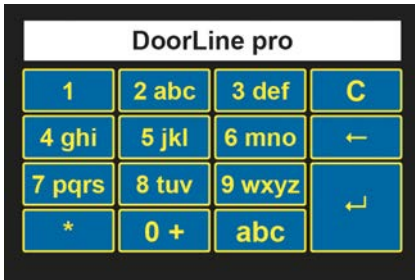 DoorLine pro
1 2 abc 3 def C
4 ghi 5 jkl 6 mno ←
7 pqrs 8 tuv 9 wxyz ↵
* 0 + abc